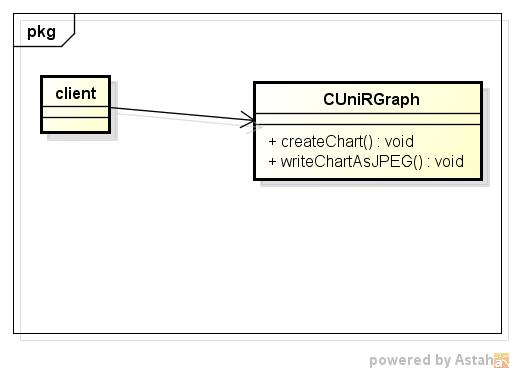 pkg
client
CUniRGraph
+ createChart() : void
+ writeChartAsJPEG() : void
powered by Astah